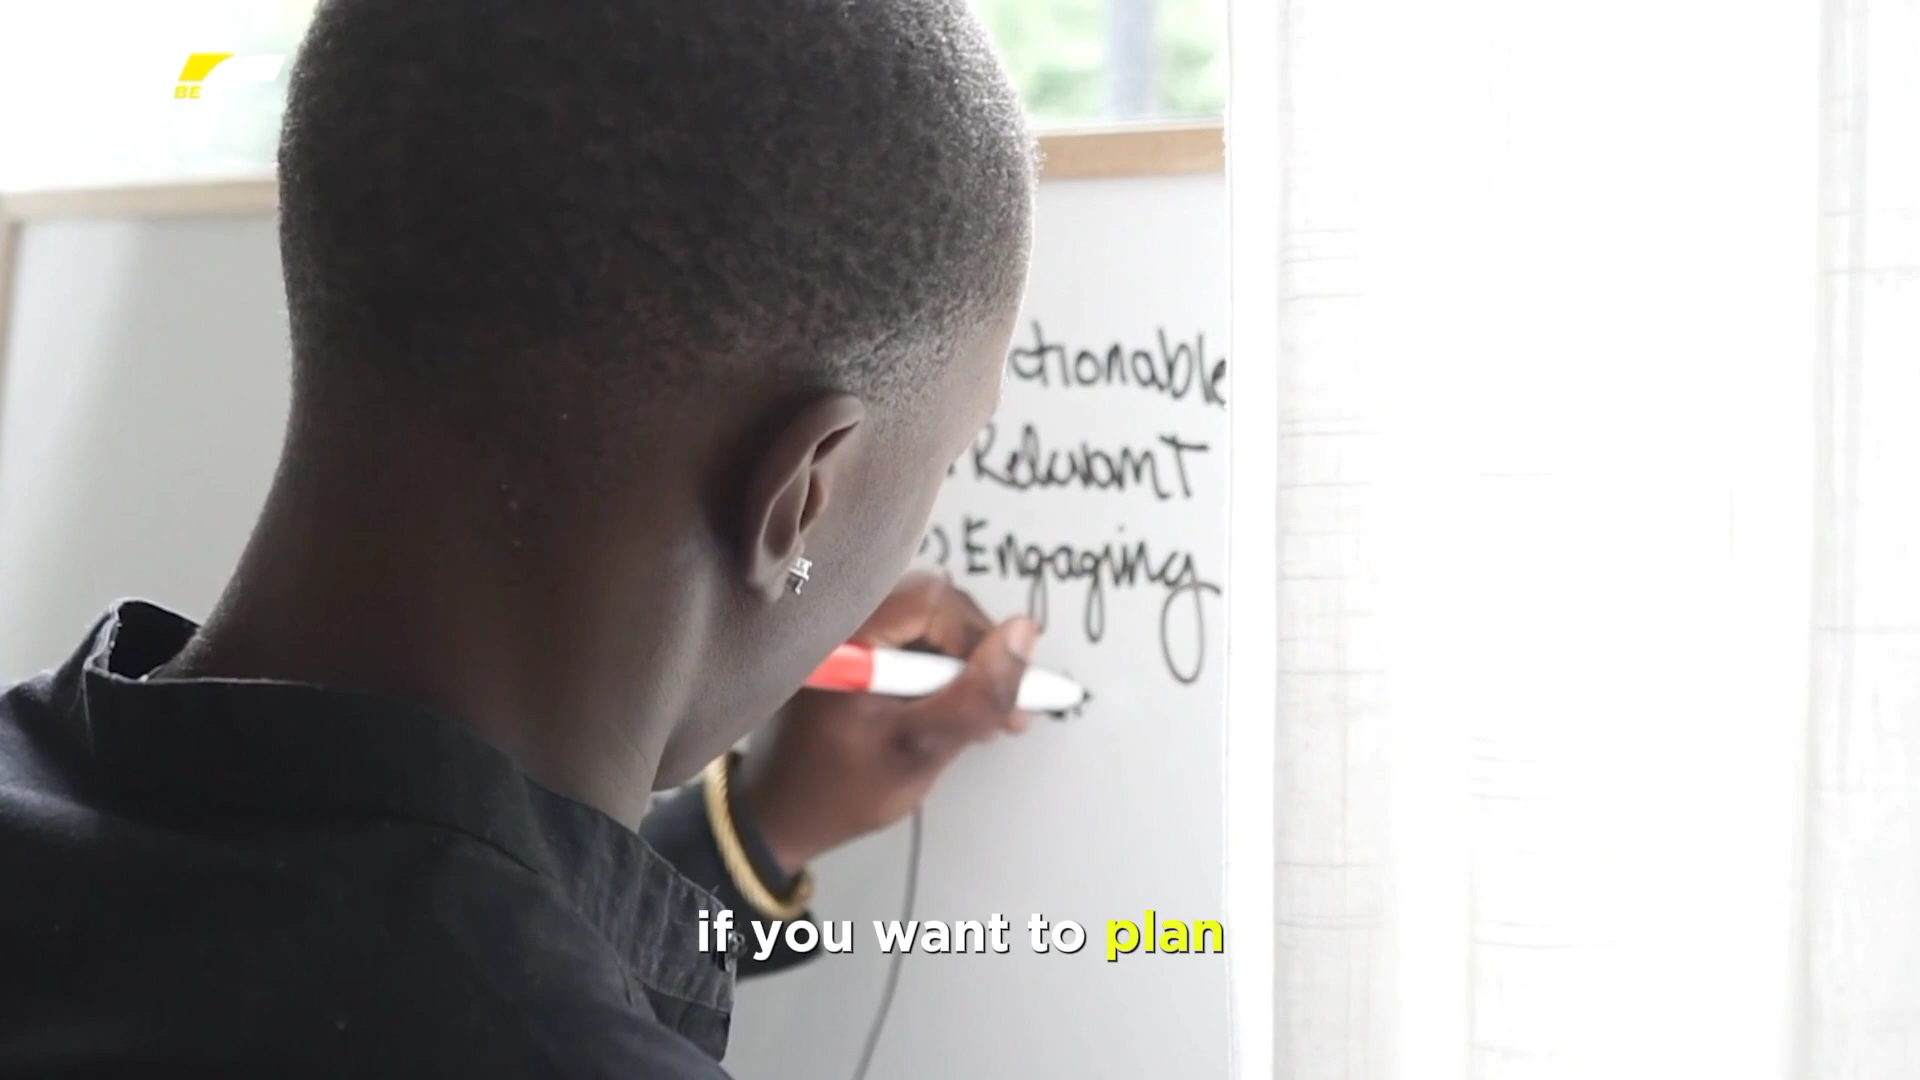 BE
ctionable
Relevant
Engaging
if you want to plan